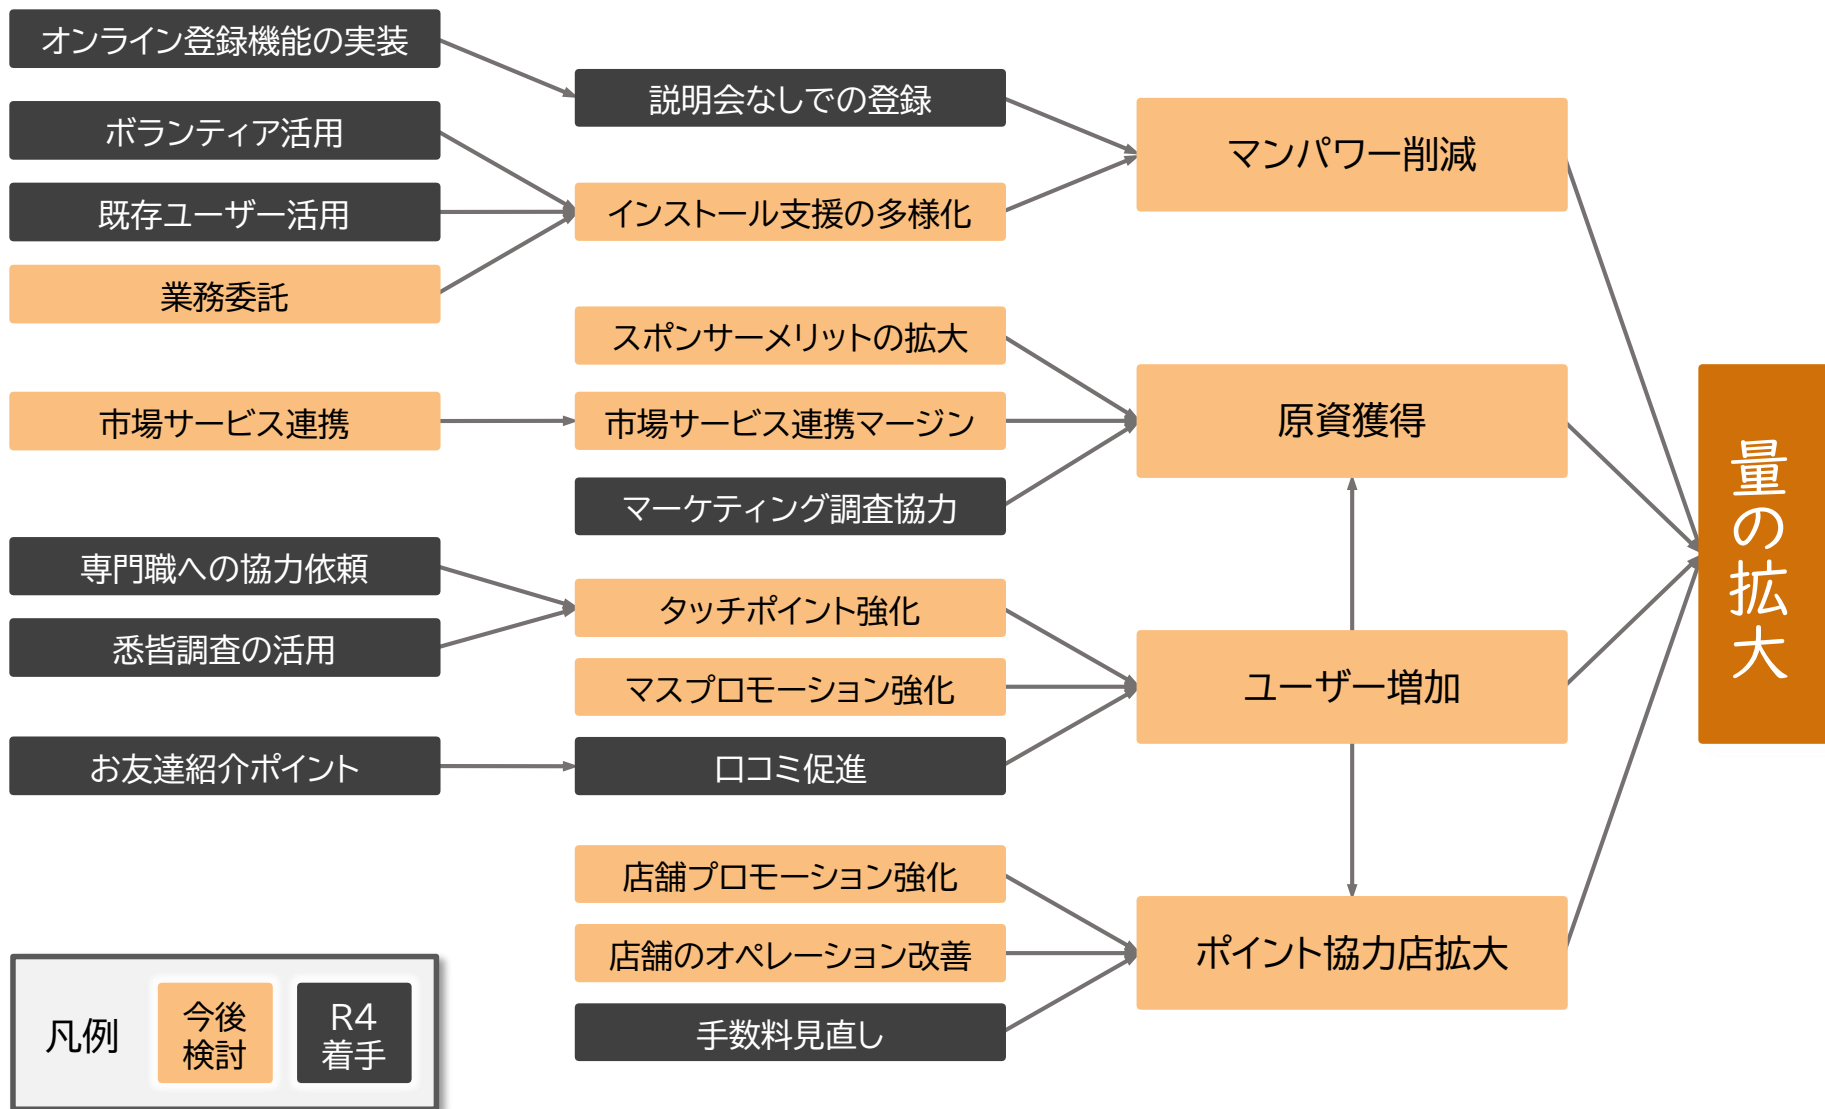 オンライン登録機能の実装
ボランティア活用
既存ユーザー活用
業務委託
市場サービス連携
専門職への協力依頼
悉皆調査の活用
お友達紹介ポイント
説明会なしでの登録
インストール支援の多様化
スポンサーメリットの拡大
市場サービス連携マージン
マーケティング調査協力
タッチポイント強化
マスプロモーション強化
口コミ促進
店舗プロモーション強化
店舗のオペレーション改善
手数料見直し
マンパワー削減
原資獲得
ユーザー増加
ポイント協力店拡大
量の拡大
凡例
今後
検討
R4
着手